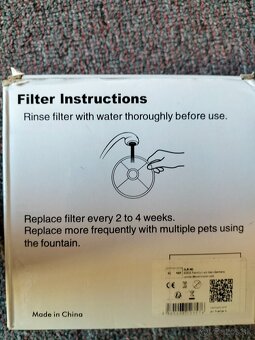 Filter Instructions
Rinse filter with water thoroughly before use.
Replace filter every 2 to 4 weeks.
Replace more frequently with multiple pets using
the fountain.
Made in China